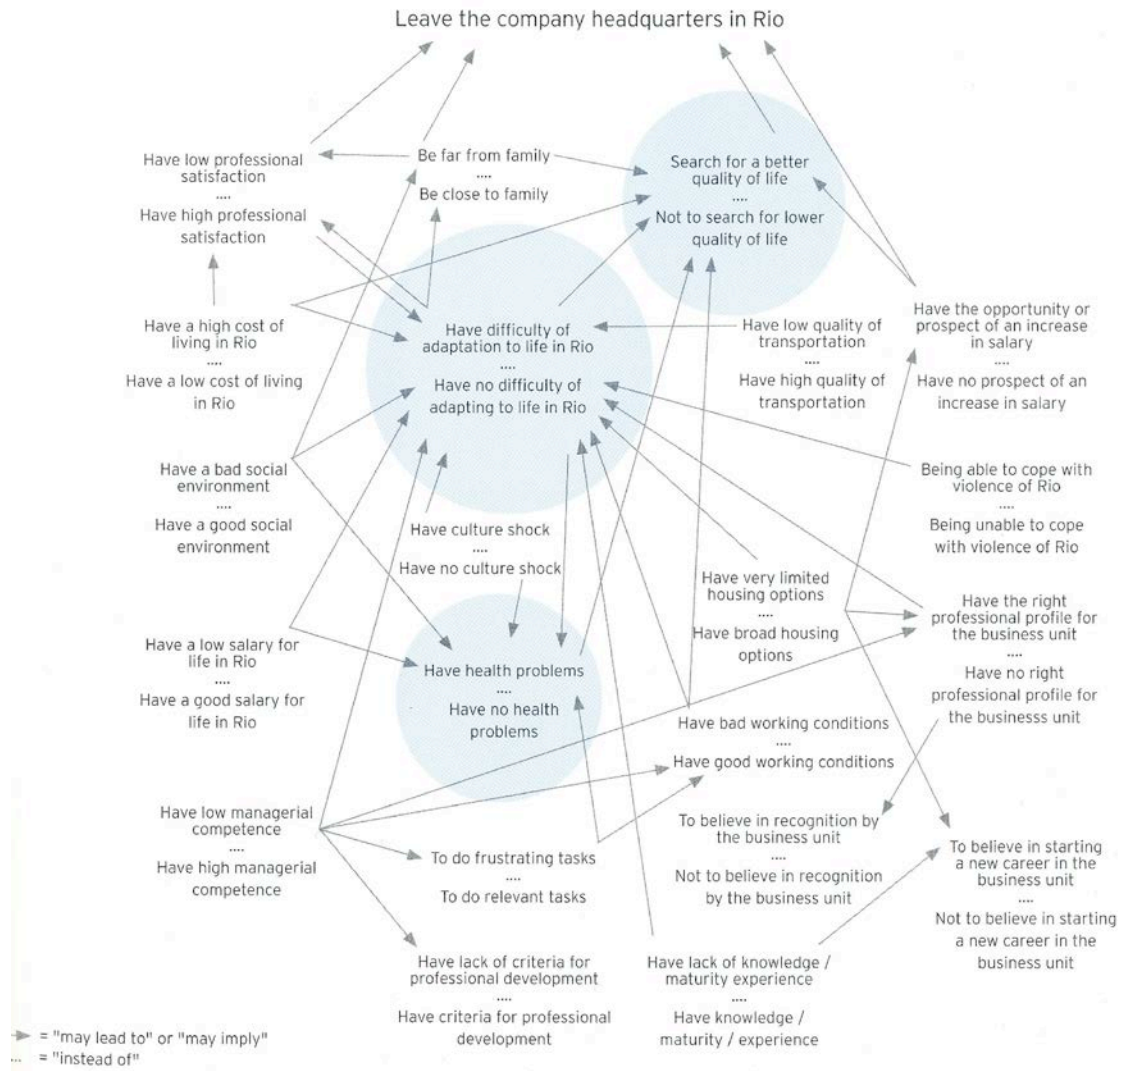 Leave the company headquarters in Rio
Have low professional
satisfaction
....
Have high professional
satisfaction
Be far from family
....
Be close to family
Search for a better
quality of life
....
Not to search for lower
quality of life
Have a high cost of
living in Rio
....
Have a low cost of living
in Rio
Have difficulty of
adaptation to life in Rio
....
Have no difficulty of
adapting to life in Rio
Have low quality of
transportation
....
Have high quality of
transportation
Have the opportunity or
prospect of an increase
in salary
....
Have no prospect of an
increase in salary
Have a bad social
environment
....
Have a good social
environment
Have culture shock
....
Have no culture shock
Being able to cope with
violence of Rio
....
Being unable to cope
with violence of Rio
Have very limited
housing options
....
Have broad housing
options
Have the right
professional profile for
the business unit
....
Have no right
professional profile for
the businesss unit
Have a low salary for
life in Rio
....
Have a good salary for
life in Rio
Have health problems
....
Have no health
problems
Have bad working conditions
....
Have good working conditions
Have low managerial
competence
....
Have high managerial
competence
To do frustrating tasks
....
To do relevant tasks
To believe in recognition by
the business unit
....
Not to believe in recognition
by the business unit
To believe in starting
a new career in the
business unit
....
Not to believe in starting
a new career in the
business unit
Have lack of criteria for
professional development
....
Have criteria for professional
development
Have lack of knowledge /
maturity experience
....
Have knowledge /
maturity / experience
= "may lead to" or "may imply"
... = "instead of"